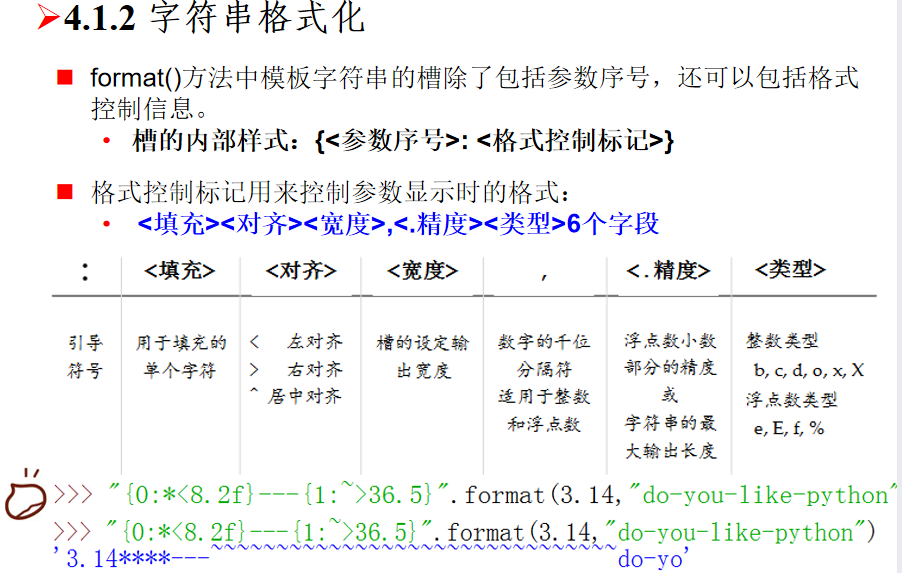 4.1.2 字符串格式化
format()方法中模板字符串的槽除了包括参数序号，还可以包括格式
控制信息。
槽的内部样式：{<参数序号>: <格式控制标记>}
格式控制标记用来控制参数显示时的格式：
<填充><对齐><宽度>,<.精度><类型>6个字段
: <填充> <对齐> <宽度> , <.精度> <类型>
引导
符号
用于填充的
单个字符
< 左对齐
> 右对齐
^ 居中对齐
槽的设定输
出宽度
数字的千位
分隔符
适用于整数
和浮点数
浮点数小数
部分的精度
或
字符串的最
大输出长度
整数类型
b, c, d, o, x, X
浮点数类型
e, E, f, %
>>> "{0:*<8.2f}---{1:~>36.5}".format(3.14,"do-you-like-python"
>>> "{0:*<8.2f}---{1:~>36.5}".format(3.14,"do-you-like-python")
'3.14****---~~~~~~~~~~~~~~~~~~~~~~~~~~~~~~~do-yo'